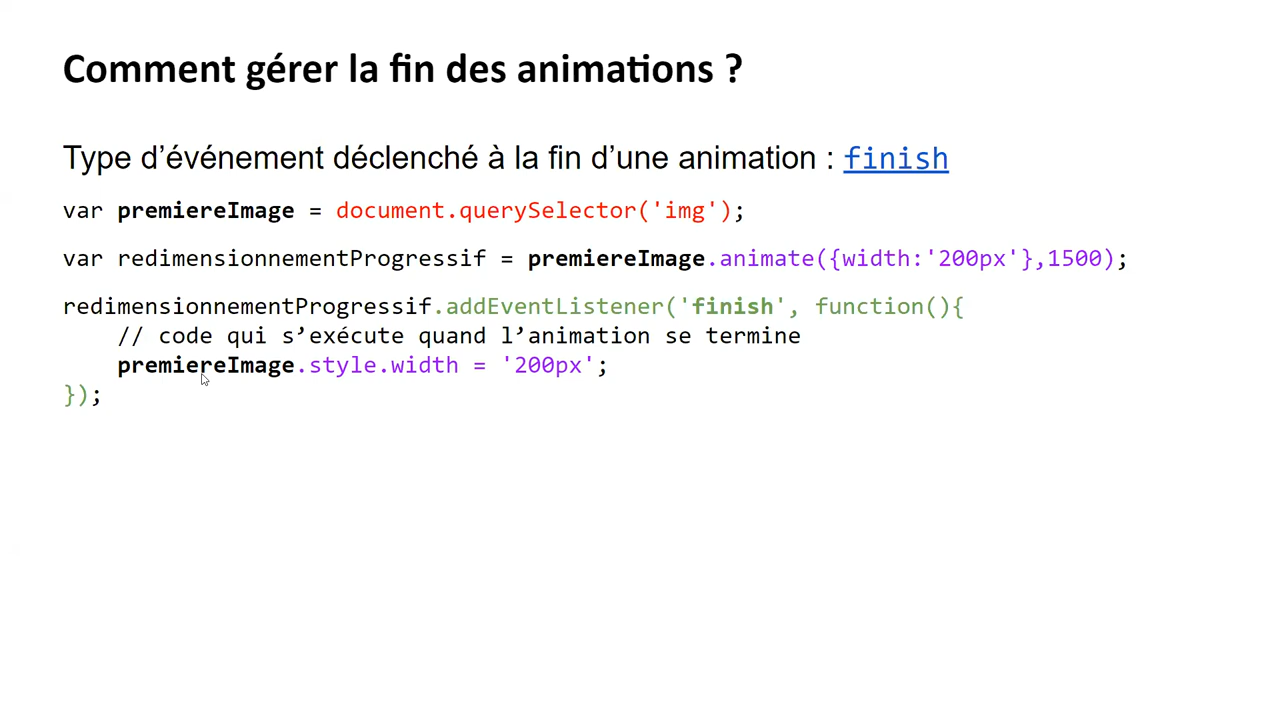 Comment gérer la fin des animations ?
Type d’événement déclenché à la fin d’une animation : finish
var premiereImage = document.querySelector('img');
var redimensionnementProgressif = premiereImage.animate({width:'200px'},1500);
redimensionnementProgressif.addEventListener('finish', function(){
    // code qui s’exécute quand l’animation se termine
    premiereImage.style.width = '200px';
});